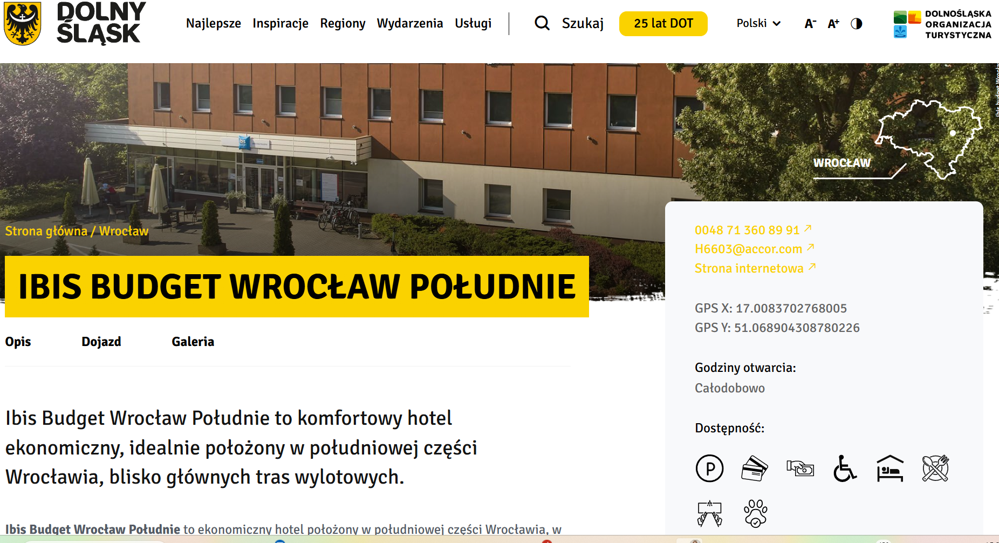 DOLNY
ŚLĄSK
Najlepsze Inspiracje Regiony Wydarzenia Usługi
Szukaj
25 lat DOT
Polski
A-
A+
DOLNOŚLĄSKA
ORGANIZACJA
TURYSTYCZNA
ibis
budget
WROCŁAW
Strona główna / Wrocław
IBIS BUDGET WROCŁAW POŁUDNIE
Opis Dojazd Galeria
Ibis Budget Wrocław Południe to komfortowy hotel
ekonomiczny, idealnie położony w południowej części
Wrocławia, blisko głównych tras wylotowych.
Ibis Budget Wrocław Południe to ekonomiczny hotel położony w południowej części Wrocławia, w
0048 71 360 89 91
H6603@accor.com
Strona internetowa
GPS X: 17.0083702768005
GPS Y: 51.068904308780226
Godziny otwarcia:
Całodobowo
Dostępność:
P